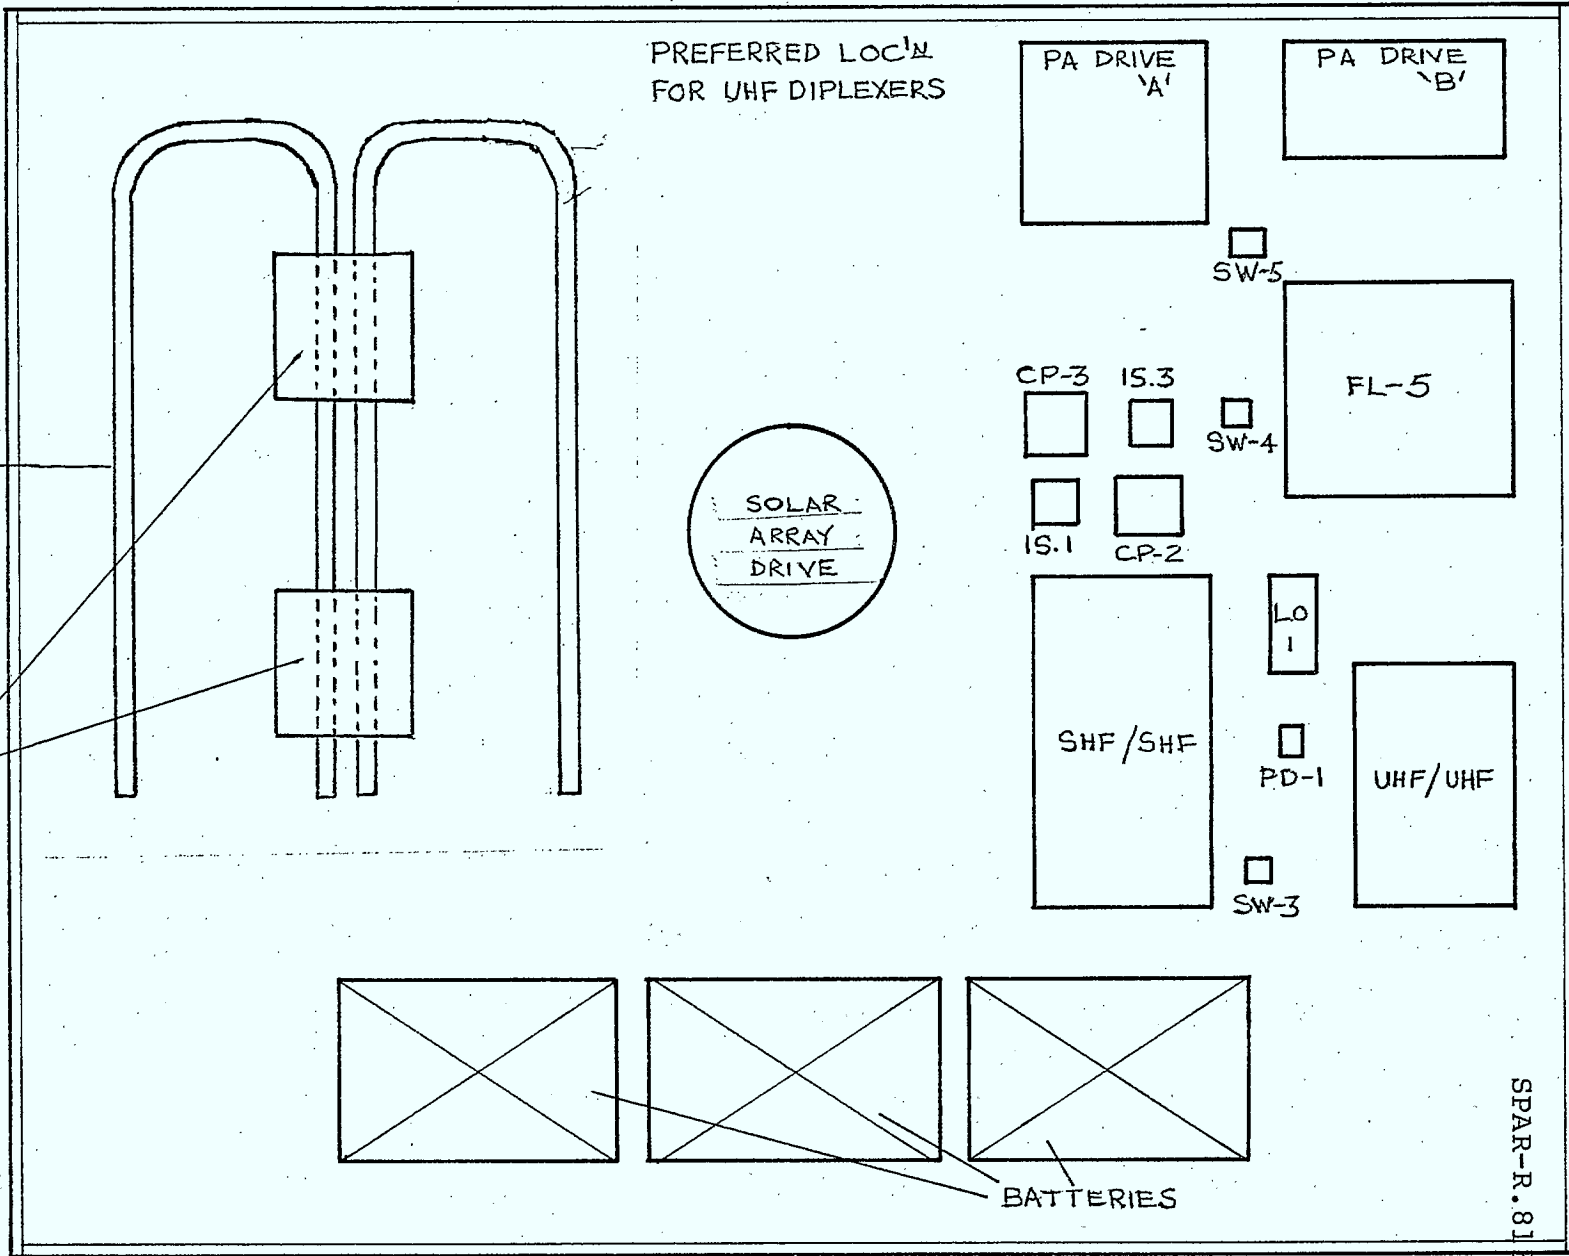 PREFERRED LOC'N
FOR UHF DIPLEXERS
PA DRIVE
'A'
PA DRIVE
'B'
SW-5
FL-5
CP-3
IS.3
SW-4
IS.1
CP-2
SOLAR
ARRAY
DRIVE
LO
1
SHF/SHF
PD-1
UHF/UHF
SW-3
BATTERIES
SPAR-R.81